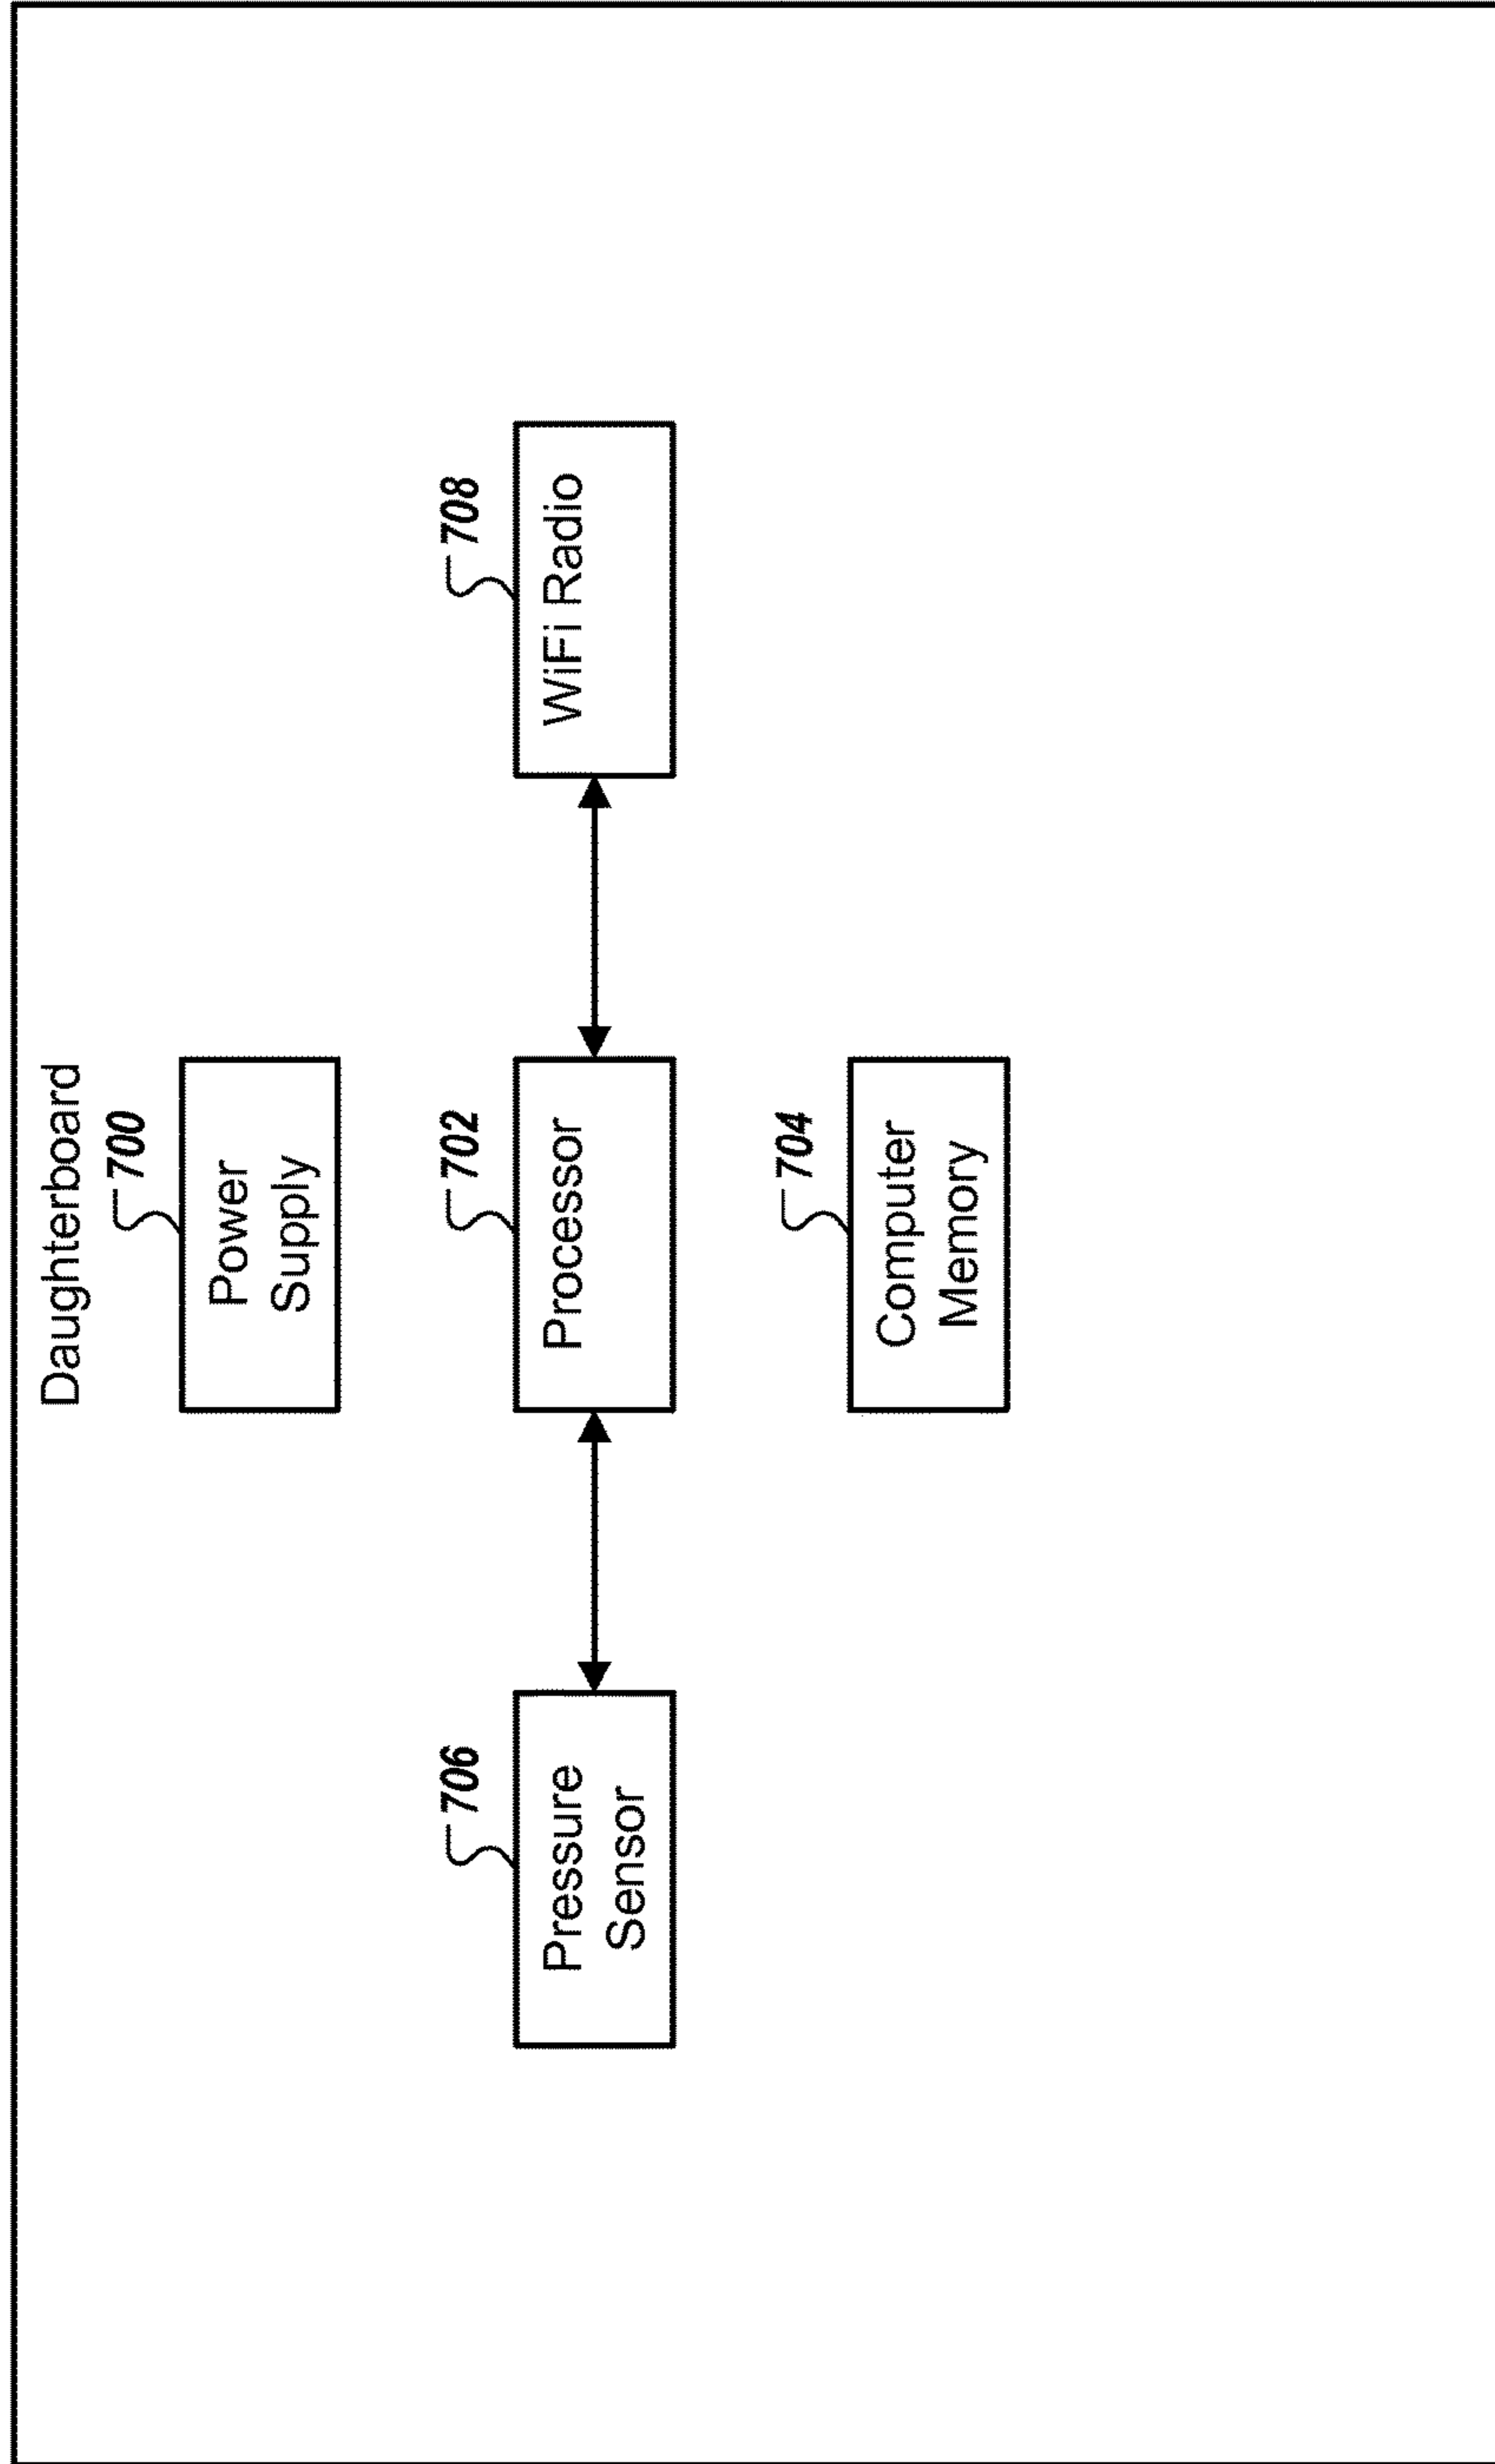 Daughterboard
700
Power
Supply
706
Pressure
Sensor
702
Processor
708
WiFi Radio
704
Computer
Memory